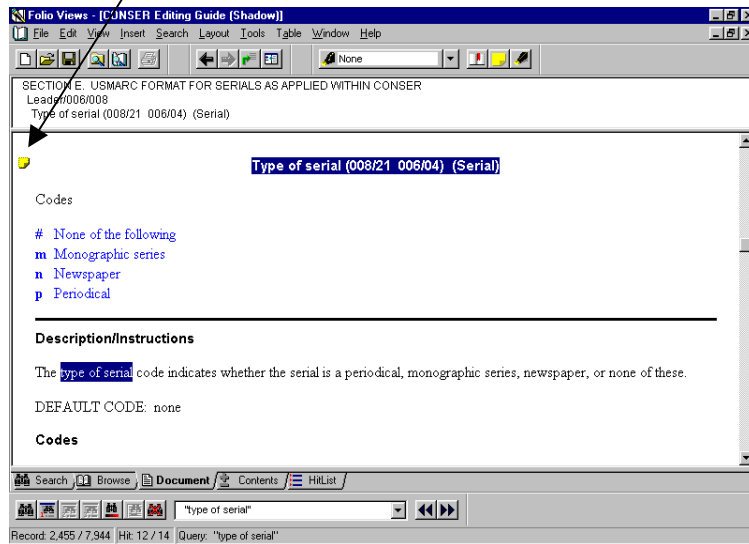 Folio Views - [CONSER Editing Guide (Shadow)]
File Edit View Insert Search Layout Tools Table Window Help
None
SECTION E. USMARC FORMAT FOR SERIALS AS APPLIED WITHIN CONSER
Leader/006/008
Type of serial (008/21 006/04) (Serial)
Type of serial (008/21 006/04) (Serial)
Codes
# None of the following
m Monographic series
n Newspaper
p Periodical
Description/Instructions
The type of serial code indicates whether the serial is a periodical, monographic series, newspaper, or none of these.
DEFAULT CODE: none
Codes
Search Browse Document Contents HitList
"type of serial"
Record: 2,455 / 7,944 Hit: 12 / 14 Query: "type of serial"